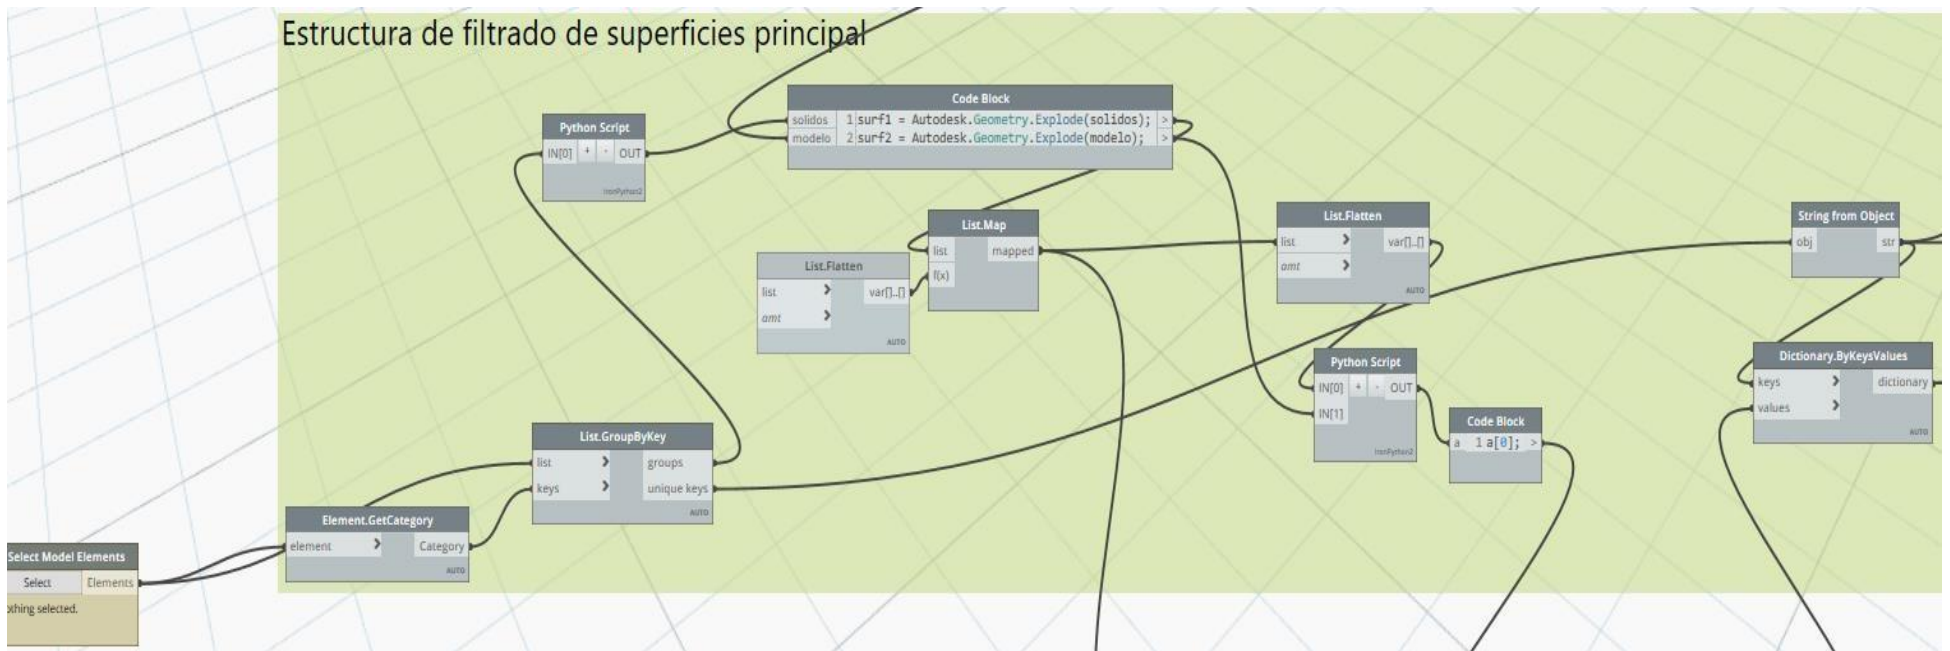 Estructura de filtrado de superficies principal
Code Block
solidos 1 surf1 = Autodesk.Geometry.Explode(solidos); >
modelo 2 surf2 = Autodesk.Geometry.Explode(modelo); >
Python Script
IN[0] + - OUT
IronPython2
List.Map
list mapped
f(x)
List.Flatten
list > var[]..[]
amt >
AUTO
List.Flatten
list > var[]..[]
amt >
AUTO
String from Object
obj str
Python Script
IN[0] + - OUT
IN[1]
IronPython2
Code Block
a 1 a[0]; >
Dictionary.ByKeysValues
keys > dictionary
values >
AUTO
List.GroupByKey
list > groups
keys > unique keys
AUTO
Element.GetCategory
element > Category
AUTO
Select Model Elements
Select Elements
othing selected.